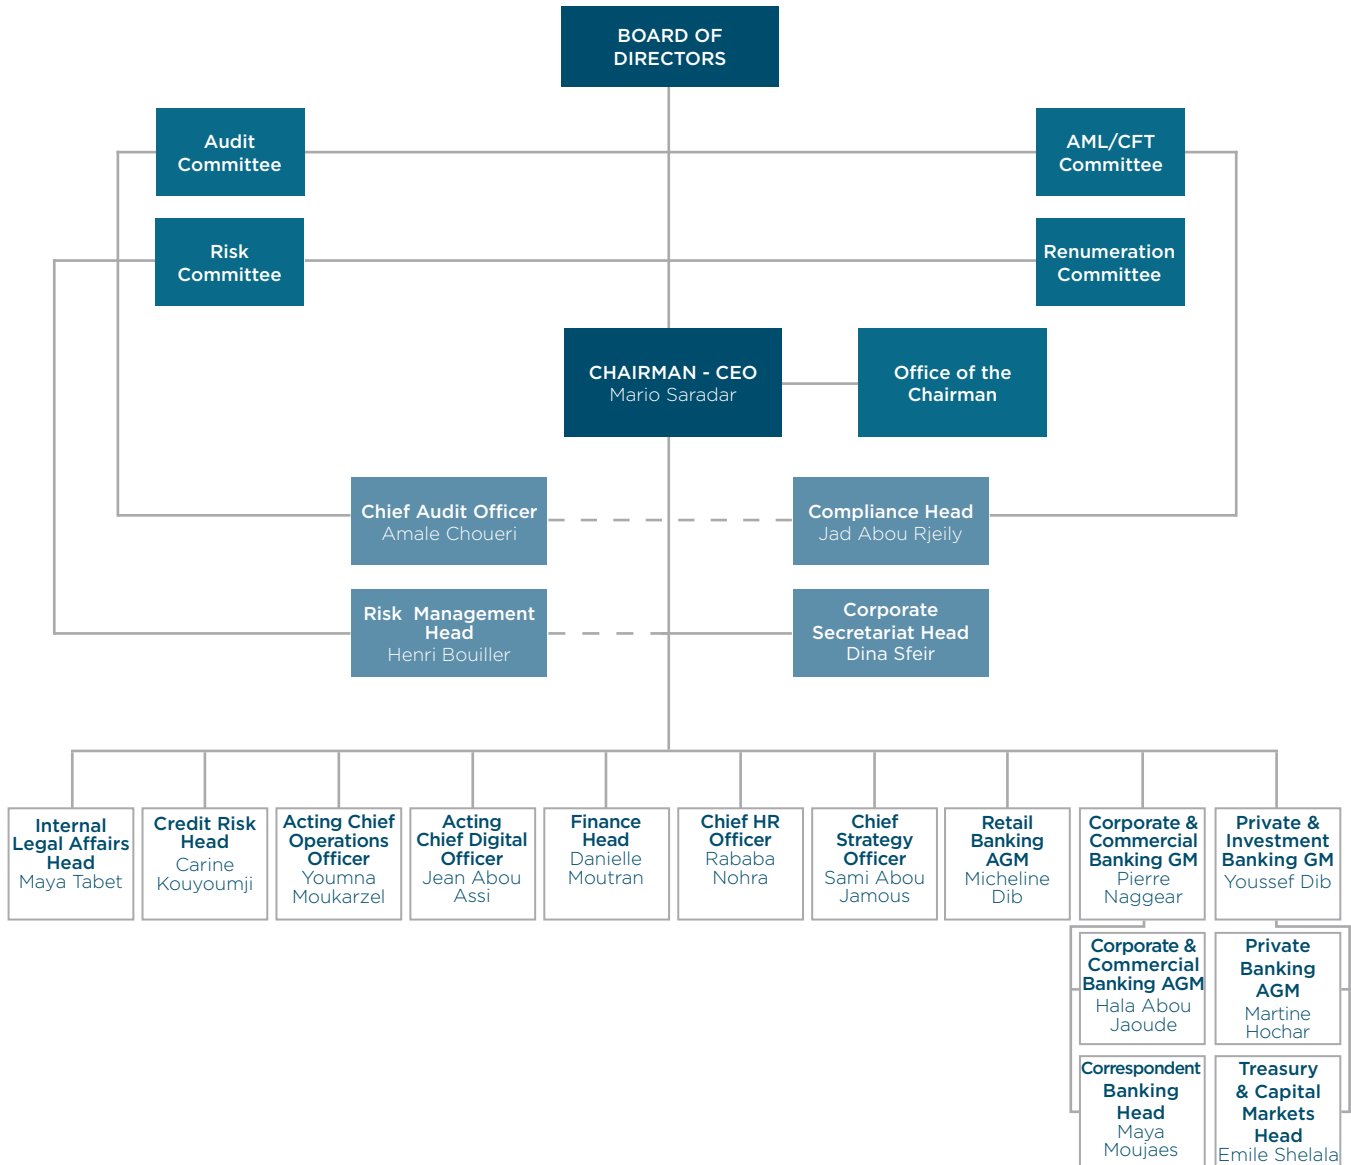 BOARD OF
DIRECTORS
Audit
Committee
AML/CFT
Committee
Risk
Committee
Renumeration
Committee
CHAIRMAN - CEO
Mario Saradar
Office of the
Chairman
Chief Audit Officer
Amale Choueri
Compliance Head
Jad Abou Rjeily
Risk Management
Head
Henri Bouiller
Corporate
Secretariat Head
Dina Sfeir
Internal
Legal Affairs
Head
Maya Tabet
Credit Risk
Head
Carine
Kouyoumji
Acting Chief
Operations
Officer
Youmna
Moukarzel
Acting
Chief Digital
Officer
Jean Abou
Assi
Finance
Head
Danielle
Moutran
Chief HR
Officer
Rababa
Nohra
Chief
Strategy
Officer
Sami Abou
Jamous
Retail
Banking
AGM
Micheline
Dib
Corporate &
Commercial
Banking GM
Pierre
Naggear
Private &
Investment
Banking GM
Youssef Dib
Corporate &
Commercial
Banking AGM
Hala Abou
Jaoude
Private
Banking
AGM
Martine
Hochar
Correspondent
Banking
Head
Maya
Moujaes
Treasury
& Capital
Markets
Head
Emile Shelala